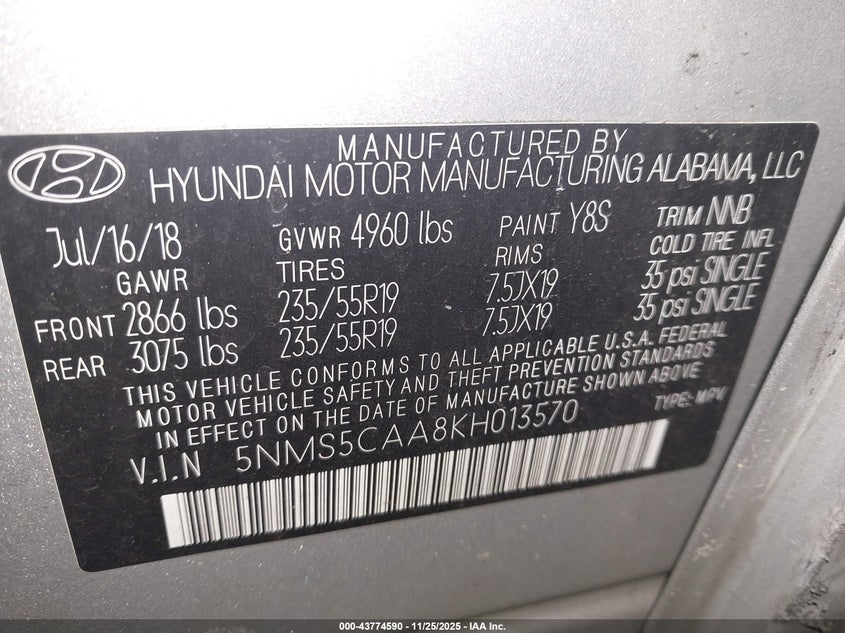 MANUFACTURED BY
HYUNDAI MOTOR MANUFACTURING ALABAMA, LLC
Jul/16/18 GVWR 4960 lbs PAINT Y8S TRIM NNB
GAWR TIRES RIMS COLD TIRE INFL
FRONT 2866 lbs 235/55R19 7.5JX19 35 psi SINGLE
REAR 3075 lbs 235/55R19 7.5JX19 35 psi SINGLE
THIS VEHICLE CONFORMS TO ALL APPLICABLE U.S.A. FEDERAL
MOTOR VEHICLE SAFETY AND THEFT PREVENTION STANDARDS
IN EFFECT ON THE DATE OF MANUFACTURE SHOWN ABOVE
V.I.N 5NMS5CAA8KH013570 TYPE: MPV
000-43774590 - 11/25/2025 - IAA Inc.